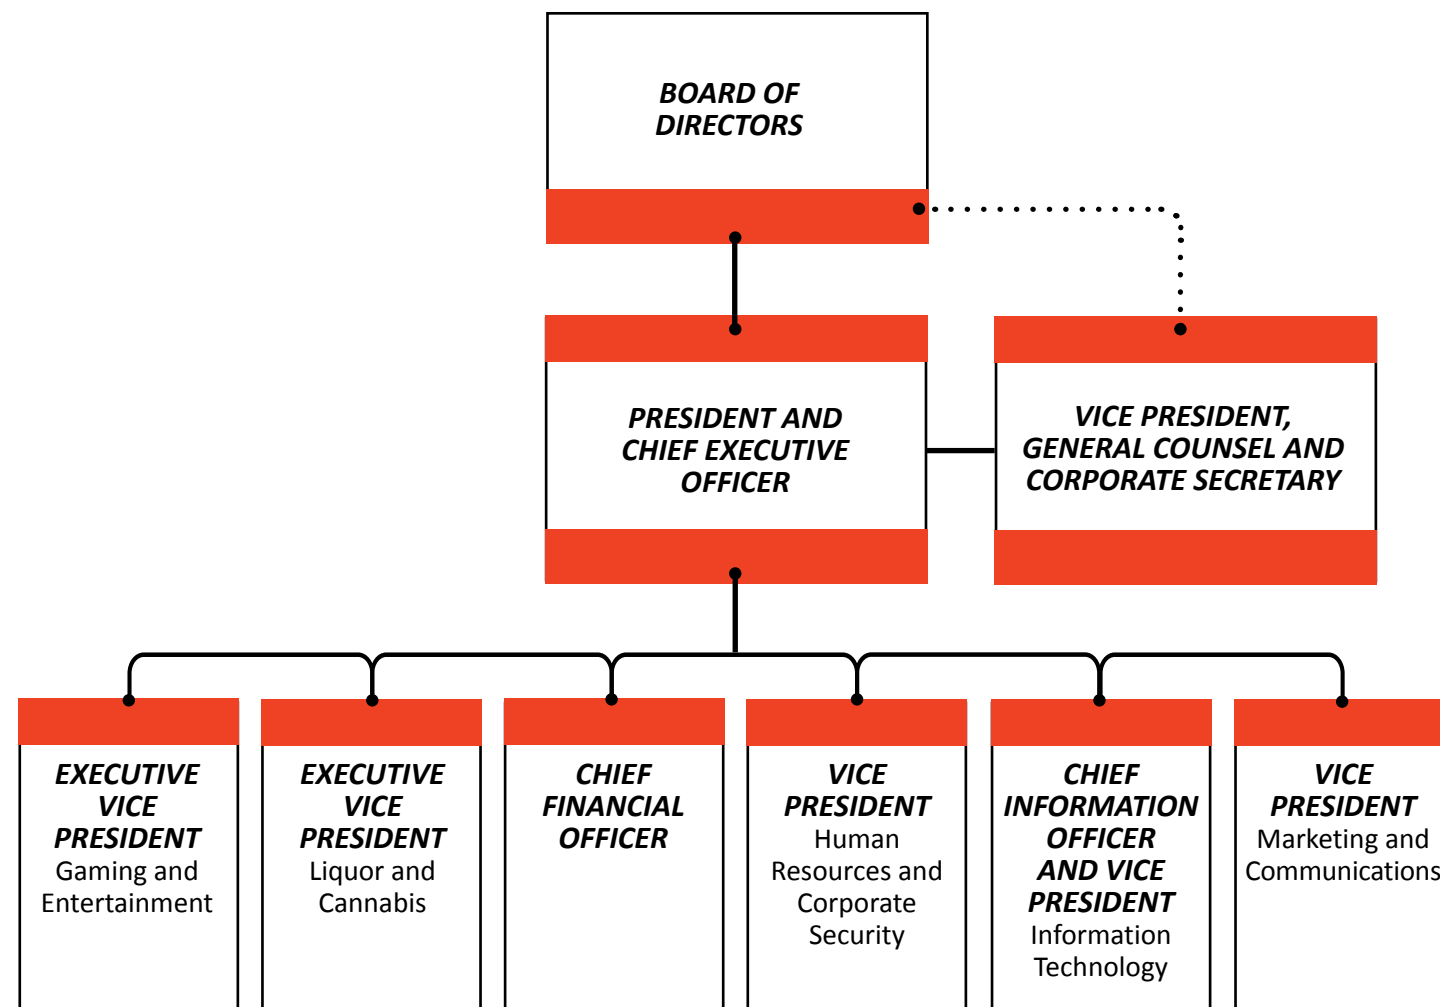 BOARD OF
DIRECTORS
PRESIDENT AND
CHIEF EXECUTIVE
OFFICER
VICE PRESIDENT,
GENERAL COUNSEL AND
CORPORATE SECRETARY
EXECUTIVE
VICE
PRESIDENT
Gaming and
Entertainment
EXECUTIVE
VICE
PRESIDENT
Liquor and
Cannabis
CHIEF
FINANCIAL
OFFICER
VICE
PRESIDENT
Human
Resources and
Corporate
Security
CHIEF
INFORMATION
OFFICER
AND VICE
PRESIDENT
Information
Technology
VICE
PRESIDENT
Marketing and
Communications